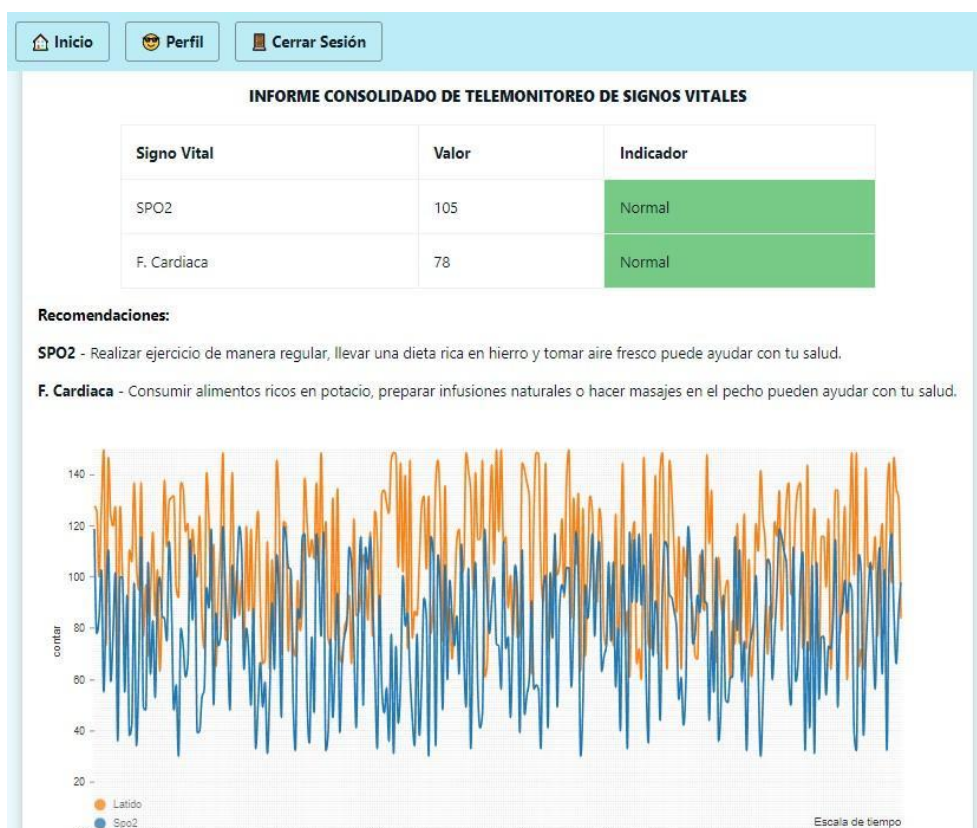 Inicio Perfil Cerrar Sesión
INFORME CONSOLIDADO DE TELEMONITOREO DE SIGNOS VITALES
Signo Vital Valor Indicador
SPO2 105 Normal
F. Cardiaca 78 Normal
Recomendaciones:
SPO2 - Realizar ejercicio de manera regular, llevar una dieta rica en hierro y tomar aire fresco puede ayudar con tu salud.
F. Cardiaca - Consumir alimentos ricos en potacio, preparar infusiones naturales o hacer masajes en el pecho pueden ayudar con tu salud.
140
120
100
80
60
40
20
contar
Latido
Spo2
Escala de tiempo